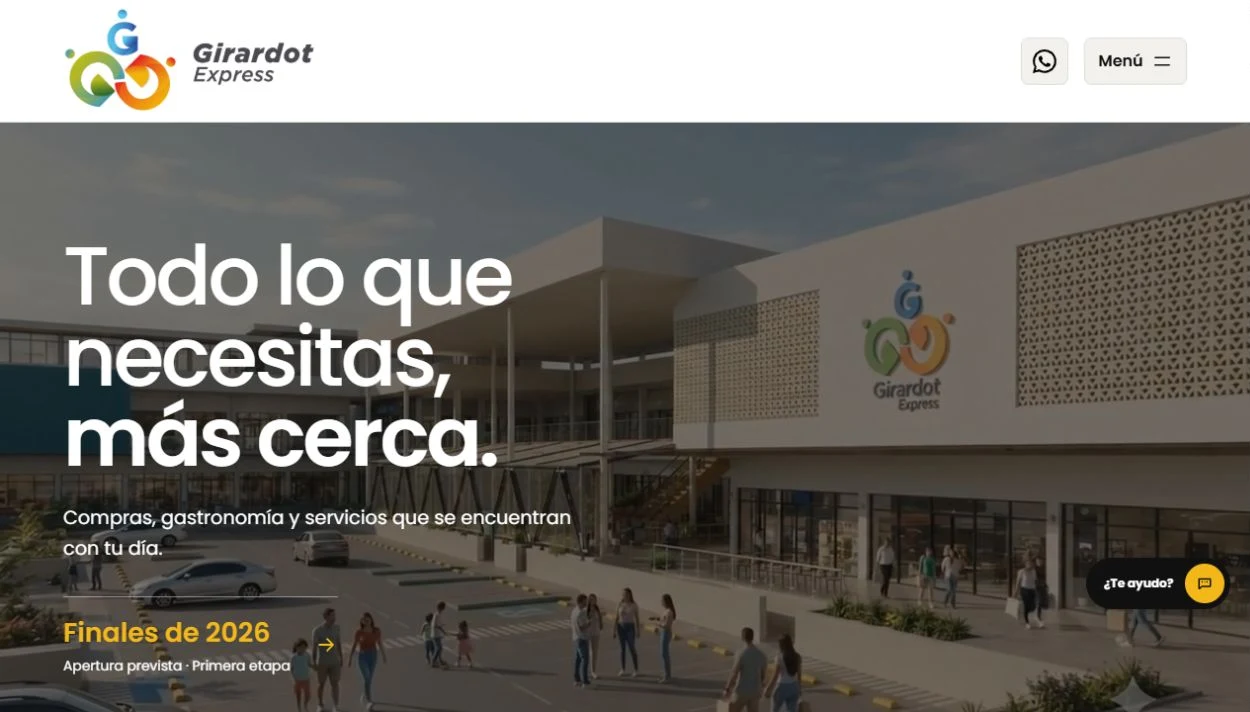 G
Girardot
Express
Menú
Todo lo que
necesitas,
más cerca.
G
Girardot
Express
Compras, gastronomía y servicios que se encuentran
con tu día.
¿Te ayudo?
Finales de 2026
Apertura prevista · Primera etapa